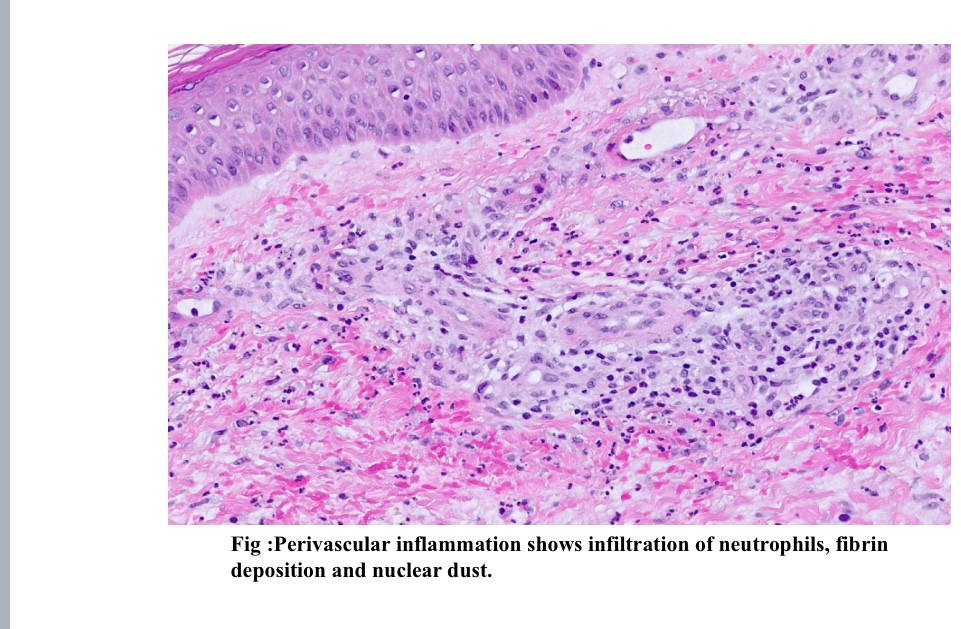 Fig :Perivascular inflammation shows infiltration of neutrophils, fibrin
deposition and nuclear dust.